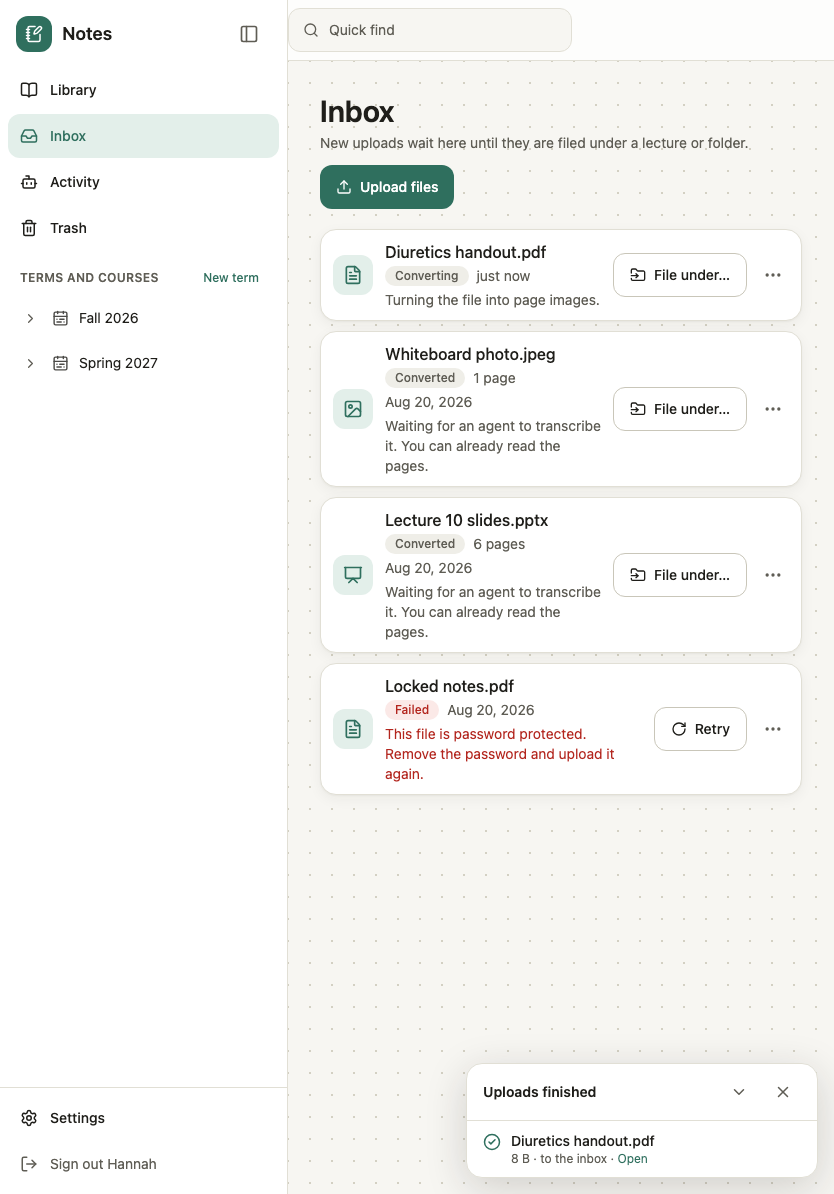 Notes
Quick find
Library
Inbox
Activity
Trash
TERMS AND COURSES
New term
Fall 2026
Spring 2027
Settings
Sign out Hannah
Inbox
New uploads wait here until they are filed under a lecture or folder.
Upload files
Diuretics handout.pdf
Converting just now
Turning the file into page images.
File under...
Whiteboard photo.jpeg
Converted 1 page
Aug 20, 2026
Waiting for an agent to transcribe
it. You can already read the
pages.
File under...
Lecture 10 slides.pptx
Converted 6 pages
Aug 20, 2026
Waiting for an agent to transcribe
it. You can already read the
pages.
File under...
Locked notes.pdf
Failed Aug 20, 2026
This file is password protected.
Remove the password and upload it
again.
Retry
Uploads finished
Diuretics handout.pdf
8 B · to the inbox · Open